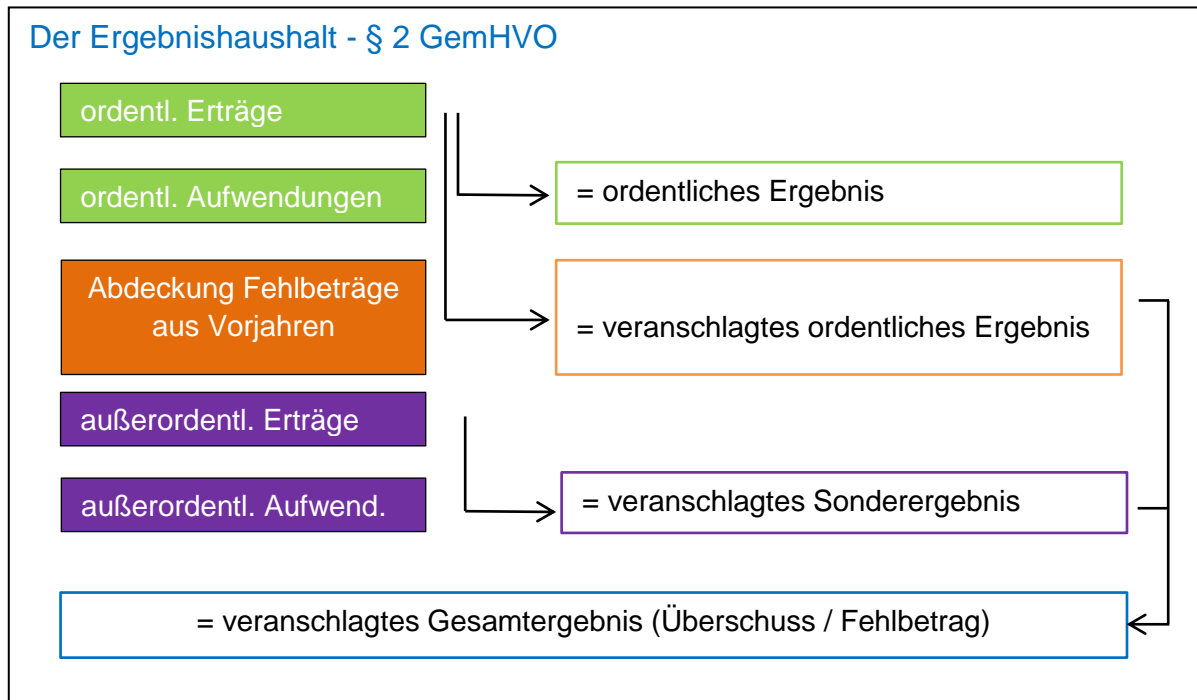 Der Ergebnishaushalt - § 2 GemHVO
ordentl. Erträge
ordentl. Aufwendungen
= ordentliches Ergebnis
Abdeckung Fehlbeträge
aus Vorjahren
= veranschlagtes ordentliches Ergebnis
außerordentl. Erträge
außerordentl. Aufwend.
= veranschlagtes Sonderergebnis
= veranschlagtes Gesamtergebnis (Überschuss / Fehlbetrag)